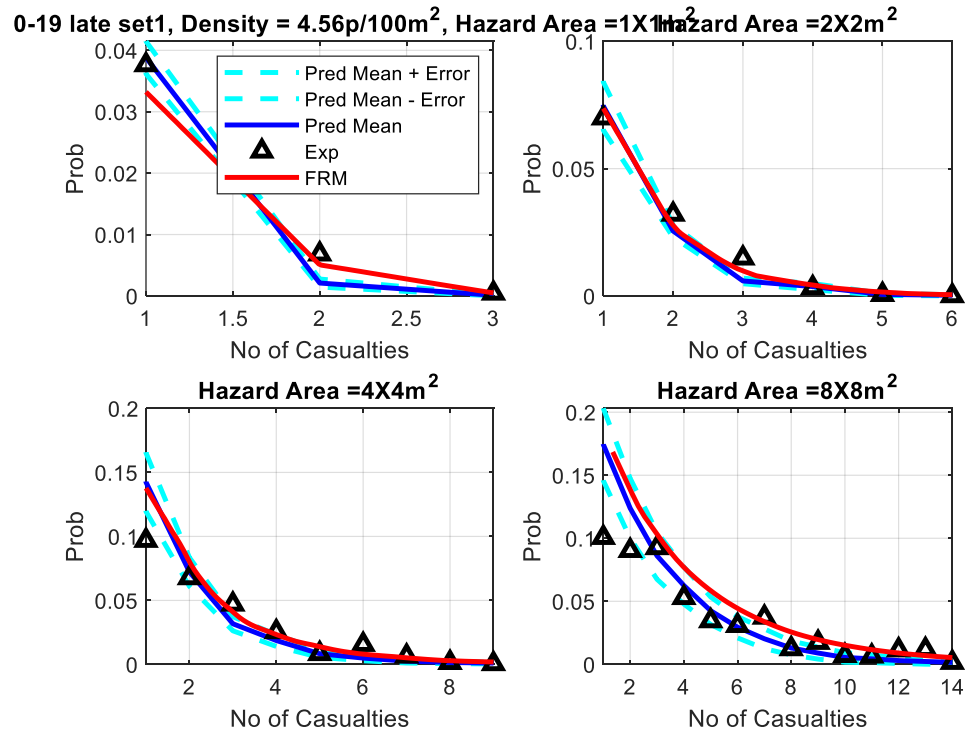 0-19 late set1, Density = 4.56p/100m², Hazard Area =1X1m²
0.04
0.03
0.02
0.01
0
Prob
1 1.5 2 2.5 3
No of Casualties
Pred Mean + Error
Pred Mean - Error
Pred Mean
Exp
FRM
Hazard Area =2X2m²
0.1
0.05
0
Prob
1 2 3 4 5 6
No of Casualties
Hazard Area =4X4m²
0.2
0.15
0.1
0.05
0
Prob
2 4 6 8
No of Casualties
Hazard Area =8X8m²
0.2
0.15
0.1
0.05
0
Prob
2 4 6 8 10 12 14
No of Casualties